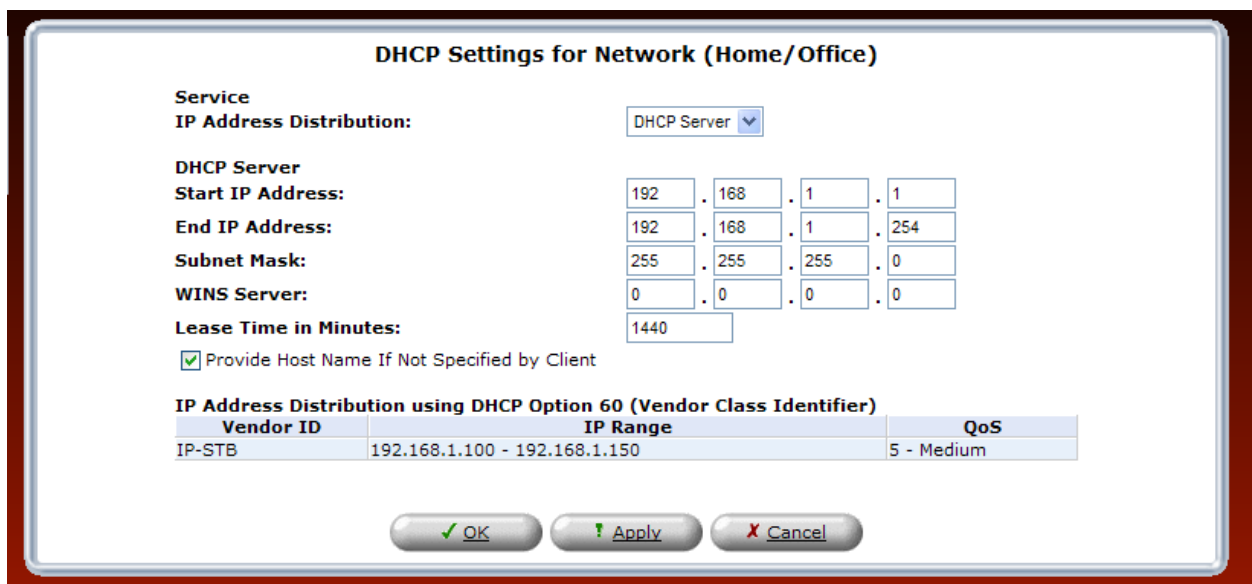 DHCP Settings for Network (Home/Office)
Service
IP Address Distribution: DHCP Server
DHCP Server
Start IP Address: 192 . 168 . 1 . 1
End IP Address: 192 . 168 . 1 . 254
Subnet Mask: 255 . 255 . 255 . 0
WINS Server: 0 . 0 . 0 . 0
Lease Time in Minutes: 1440
Provide Host Name If Not Specified by Client
IP Address Distribution using DHCP Option 60 (Vendor Class Identifier)
Vendor ID IP Range QoS
IP-STB 192.168.1.100 - 192.168.1.150 5 - Medium
OK Apply Cancel